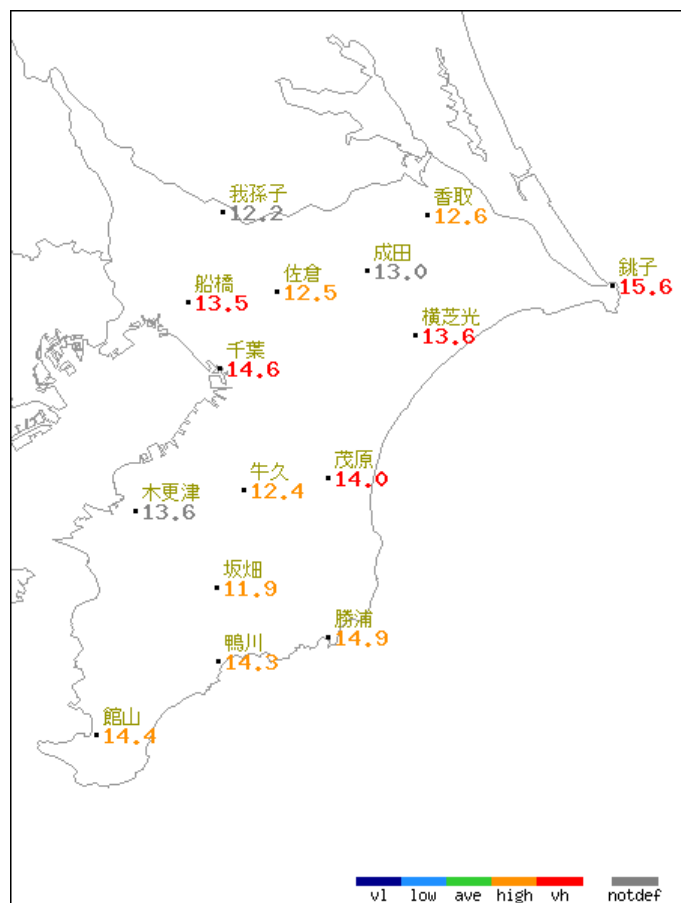 我孫子
12.2
香取
12.6
成田
13.0
銚子
15.6
佐倉
12.5
船橋
13.5
横芝光
13.6
千葉
14.6
茂原
14.0
牛久
12.4
木更津
13.6
坂畑
11.9
勝浦
14.9
鴨川
14.3
館山
14.4
vl low ave high vh notdef